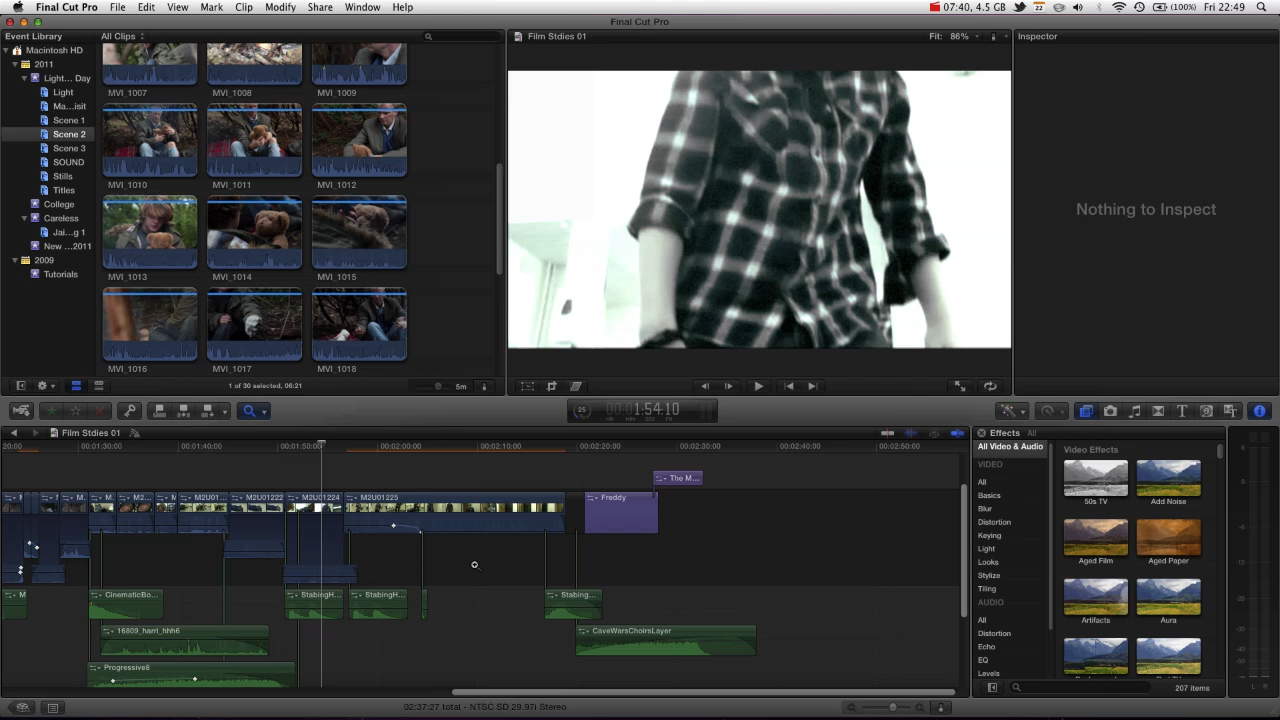 Final Cut Pro File Edit View Mark Clip Modify Share Window Help 07:40, 4.5 GB 22 (100%) Fri 22:49
Final Cut Pro
Event Library All Clips Film Stdies 01 Fit: 86% Inspector
Macintosh HD
2011
Light... Day
Light
Ma...isit
Scene 1
Scene 2
Scene 3
SOUND
Stills
Titles
College
Careless
Jai...g 1
New ...2011
2009
Tutorials
MVI_1007 MVI_1008 MVI_1009
MVI_1010 MVI_1011 MVI_1012
MVI_1013 MVI_1014 MVI_1015
MVI_1016 MVI_1017 MVI_1018
Nothing to Inspect
1 of 30 selected, 06:21 5m
25 1:54.10
Film Stdies 01
20:00 00:01:30:00 00:01:40:00 00:01:50:00 00:02:00:00 00:02:10:00 00:02:20:00 00:02:30:00 00:02:40:00 00:02:50:00
The M...
M M. M. M2... M M2U01... M2U01222 M2U01224 M2U01225 Freddy
M CinematicBo... StabingH... StabingH... Stabing...
16809_harri_hhh6 CaveWarsChoirsLayer
Progressive8
Effects All
All Video & Audio
VIDEO
All
Basics
Blur
Distortion
Keying
Light
Looks
Stylize
Tiling
AUDIO
All
Distortion
Echo
EQ
Levels
Video Effects
50s TV Add Noise
Aged Film Aged Paper
Artifacts Aura
207 items
L R
02:37:27 total - NTSC SD 29.97i Stereo